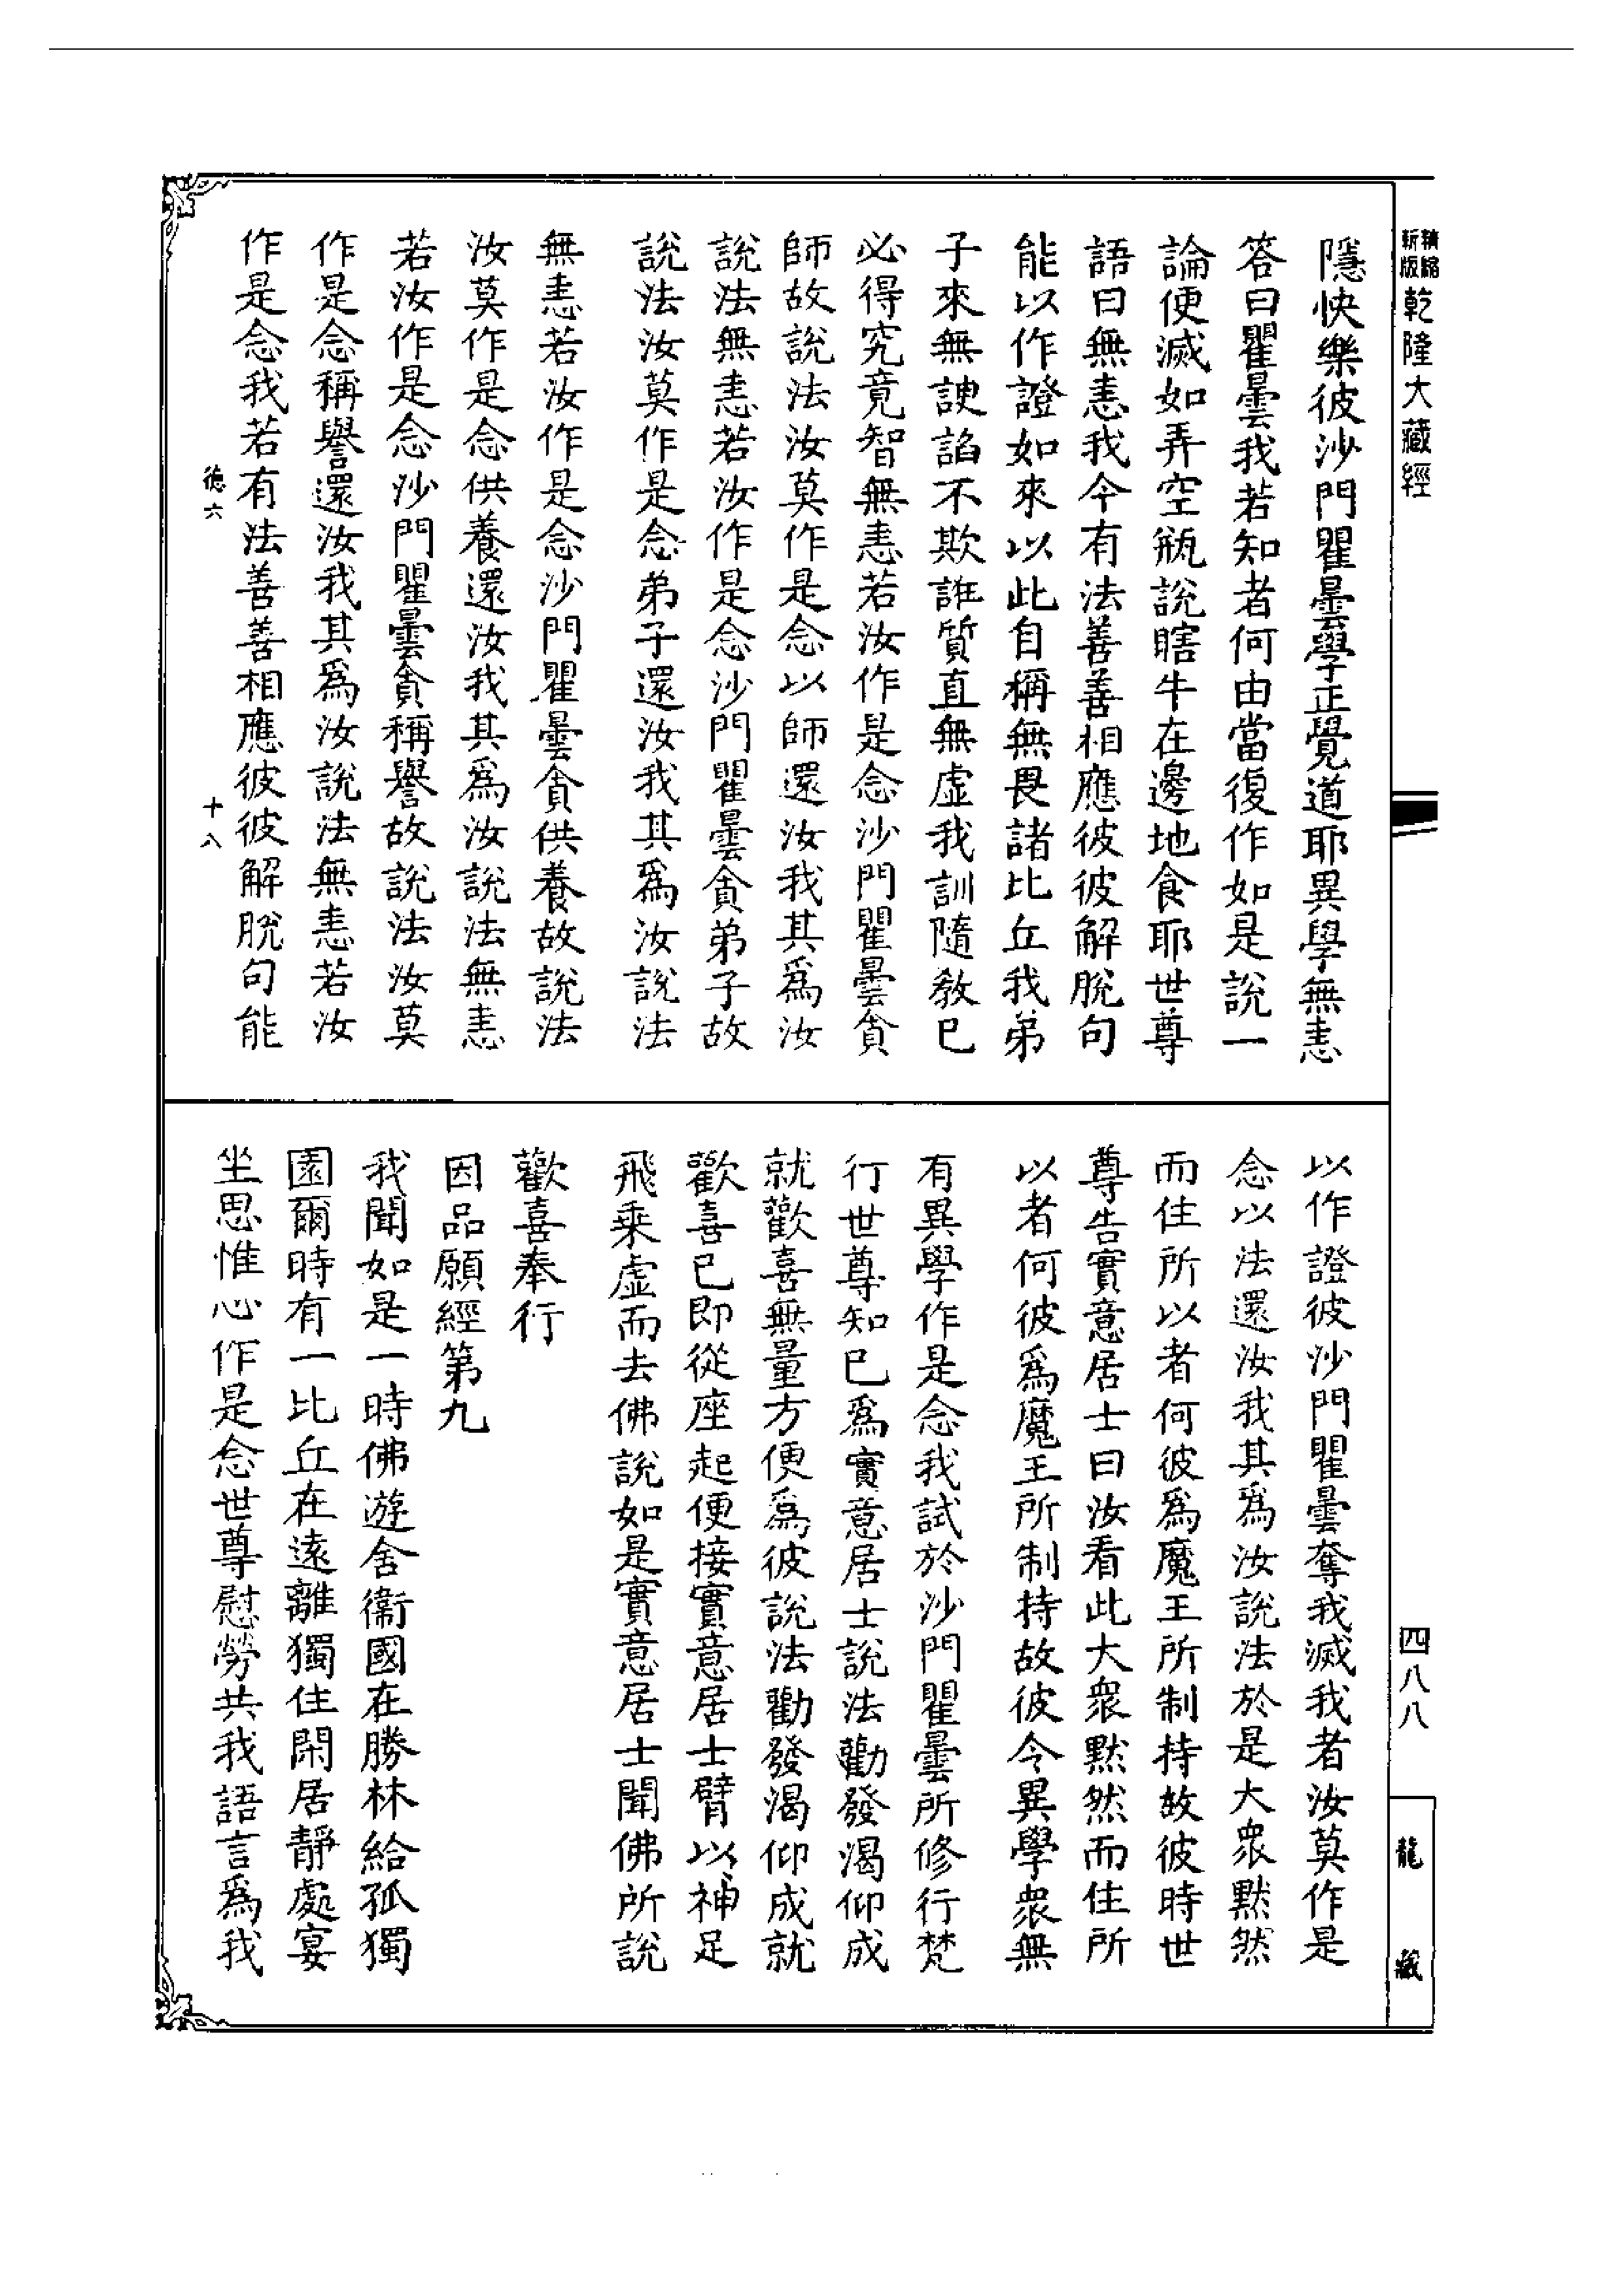 新版精縮乾隆大藏經
隱快樂彼沙門瞿曇學正覺道耶異學無恚
答曰瞿曇我若知者何由當復作如是說一
論便滅如弄空瓶說瞎牛在邊地食耶世尊
語曰無恚我今有法善善相應彼彼解脫句
能以作證如來以此自稱無畏諸比丘我弟
子來無諛諂不欺誑質直無虛我訓隨教已
必得究竟智無恚若汝作是念沙門瞿曇貪
師故說法汝莫作是念以師還汝我其爲汝
說法無恚若汝作是念沙門瞿曇貪弟子故
說法汝莫作是念弟子還汝我其爲汝說法
無恚若汝作是念沙門瞿曇貪供養故說法
汝莫作是念供養還汝我其爲汝說法無恚
若汝作是念沙門瞿曇貪稱譽故說法汝莫
作是念稱譽還汝我其爲汝說法無恚若汝
作是念我若有法善善相應彼彼解脫句能
德六 十八
以作證彼沙門瞿曇奪我滅我者汝莫作是
念以法還汝我其爲汝說法於是大衆默然
而住所以者何彼爲魔王所制持故彼時世
尊告實意居士曰汝看此大衆默然而住所
以者何彼爲魔王所制持故彼令異學衆無
有異學作是念我試於沙門瞿曇所修行梵
行世尊知已爲實意居士說法勸發渴仰成
就歡喜無量方便爲彼說法勸發渴仰成就
歡喜已即從座起便接實意居士臂以神足
飛乘虛而去佛說如是實意居士聞佛所說
歡喜奉行
因品願經第九
我聞如是一時佛遊舍衞國在勝林給孤獨
園爾時有一比丘在遠離獨住閑居靜處宴
坐思惟心作是念世尊慰勞共我語言爲我
四八八
龍藏